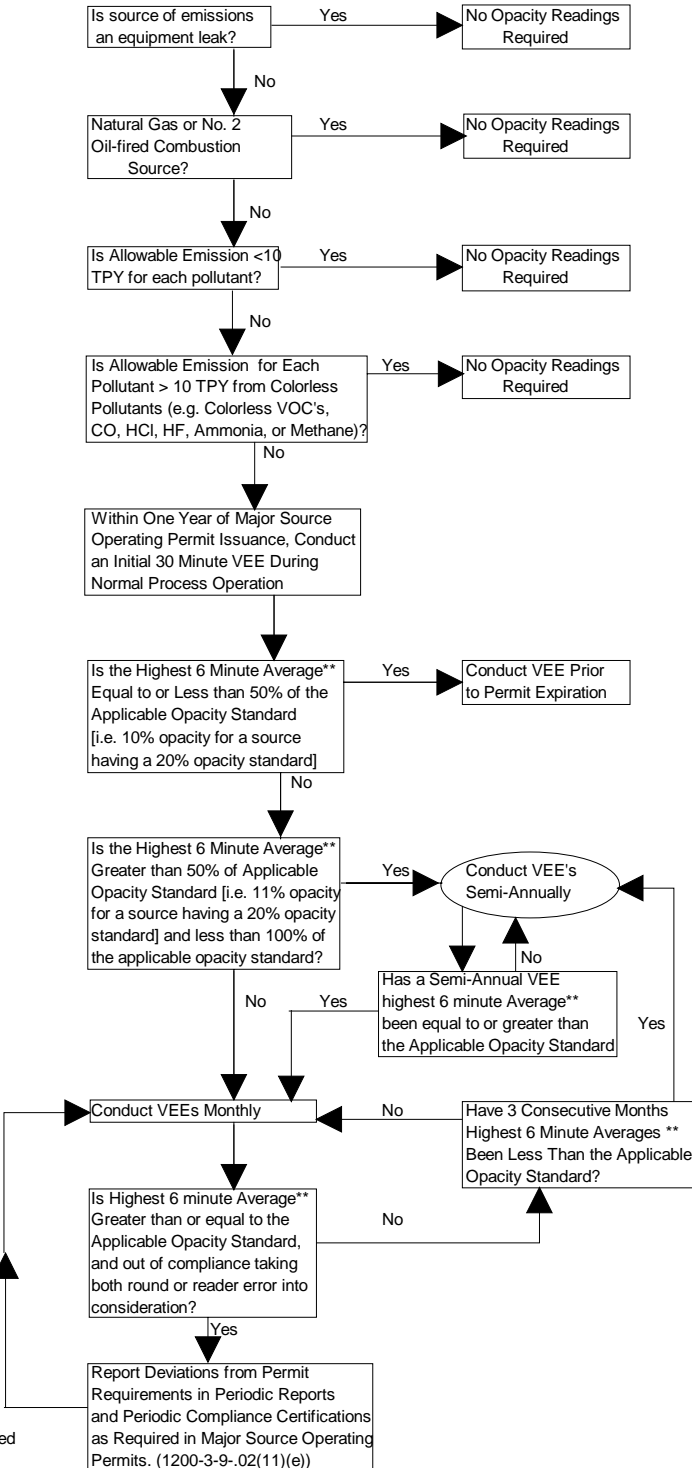 Is source of emissions
an equipment leak?
Yes
No Opacity Readings
Required
No
Natural Gas or No. 2
Oil-fired Combustion
Source?
Yes
No Opacity Readings
Required
No
Is Allowable Emission <10
TPY for each pollutant?
Yes
No Opacity Readings
Required
No
Is Allowable Emission for Each
Pollutant > 10 TPY from Colorless
Pollutants (e.g. Colorless VOC's,
CO, HCl, HF, Ammonia, or Methane)?
Yes
No Opacity Readings
Required
No
Within One Year of Major Source
Operating Permit Issuance, Conduct
an Initial 30 Minute VEE During
Normal Process Operation
Is the Highest 6 Minute Average**
Equal to or Less than 50% of the
Applicable Opacity Standard
[i.e. 10% opacity for a source
having a 20% opacity standard]
Yes
Conduct VEE Prior
to Permit Expiration
No
Is the Highest 6 Minute Average**
Greater than 50% of Applicable
Opacity Standard [i.e. 11% opacity
for a source having a 20% opacity
standard] and less than 100% of
the applicable opacity standard?
Yes
Conduct VEE's
Semi-Annually
No
Has a Semi-Annual VEE
highest 6 minute Average**
been equal to or greater than
the Applicable Opacity Standard
Yes
No
Yes
Conduct VEEs Monthly
No
Have 3 Consecutive Months
Highest 6 Minute Averages **
Been Less Than the Applicable
Opacity Standard?
Is Highest 6 minute Average**
Greater than or equal to the
Applicable Opacity Standard,
and out of compliance taking
both round or reader error into
consideration?
No
Yes
Report Deviations from Permit
Requirements in Periodic Reports
and Periodic Compliance Certifications
as Required in Major Source Operating
Permits. (1200-3-9-.02(11)(e))
ed